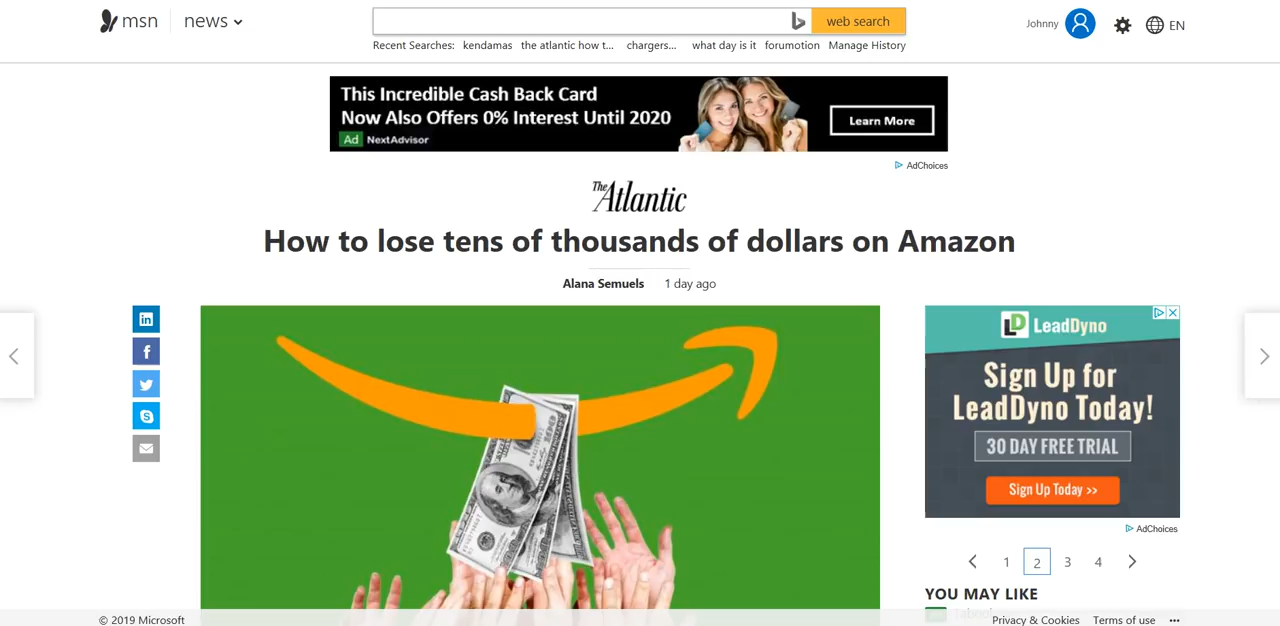 msn news
web search
Johnny
EN
Recent Searches: kendamas the atlantic how t... chargers... what day is it forumotion Manage History
This Incredible Cash Back Card
Now Also Offers 0% Interest Until 2020
Ad NextAdvisor
Learn More
AdChoices
The Atlantic
How to lose tens of thousands of dollars on Amazon
Alana Semuels 1 day ago
LeadDyno
Sign Up for
LeadDyno Today!
30 DAY FREE TRIAL
Sign Up Today >>
AdChoices
1 2 3 4
YOU MAY LIKE
© 2019 Microsoft
Privacy & Cookies Terms of use ...